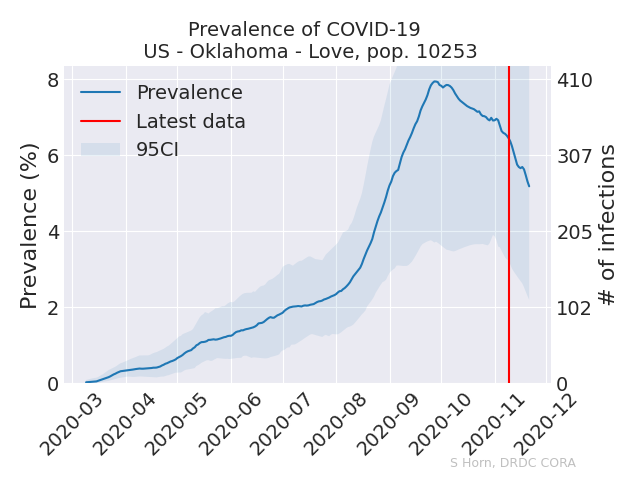 Prevalence of COVID-19
US - Oklahoma - Love, pop. 10253
Prevalence
Latest data
95CI
Prevalence (%)
8
6
4
2
0
# of infections
410
307
205
102
0
2020-03
2020-04
2020-05
2020-06
2020-07
2020-08
2020-09
2020-10
2020-11
2020-12
S Horn, DRDC CORA